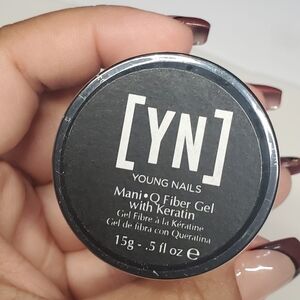 [YN]
YOUNG NAILS
Mani•Q Fiber Gel
with Keratin
Gel Fibre à la Kératine
Gel de fibra con Queratina
15g - .5 fl oz e